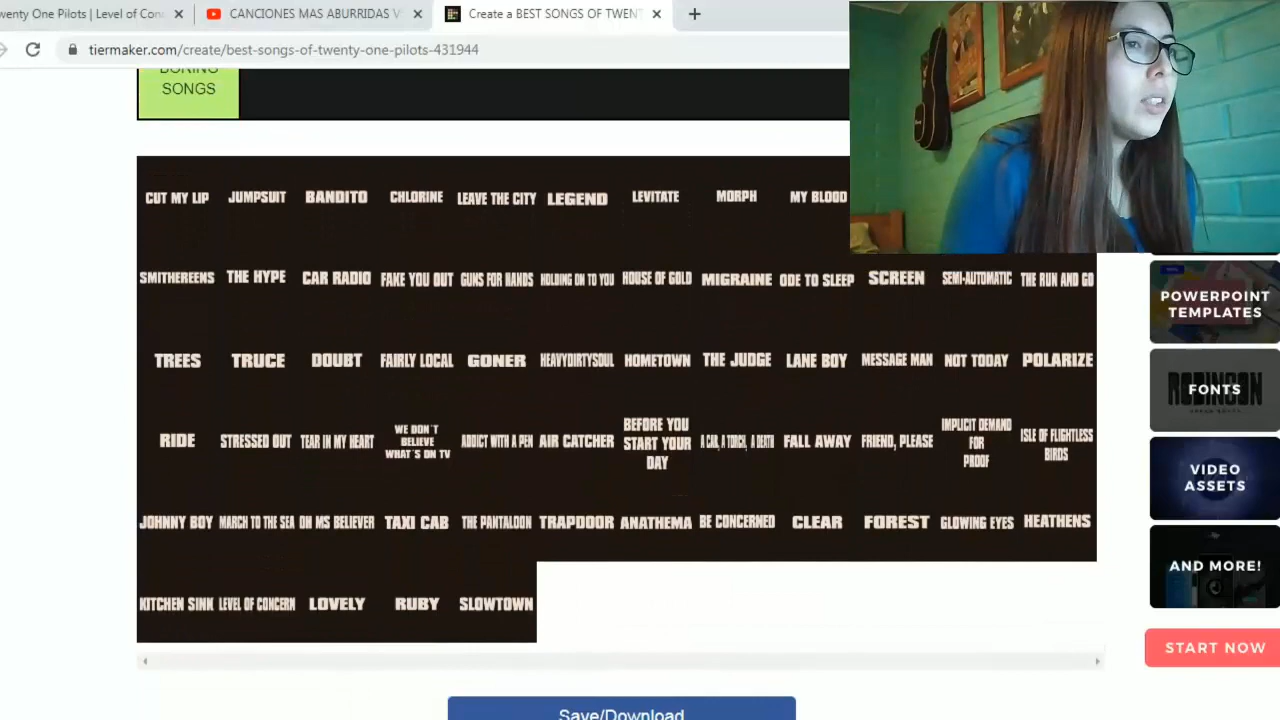 wenty One Pilots | Level of Con
CANCIONES MAS ABURRIDAS V
Create a BEST SONGS OF TWENT
tiermaker.com/create/best-songs-of-twenty-one-pilots-431944
BORING
SONGS
CUT MY LIP JUMPSUIT BANDITO CHLORINE LEAVE THE CITY LEGEND LEVITATE MORPH MY BLOOD
SMITHEREENS THE HYPE CAR RADIO FAKE YOU OUT GUNS FOR HANDS HOLDING ON TO YOU HOUSE OF GOLD MIGRAINE ODE TO SLEEP SCREEN SEMI-AUTOMATIC THE RUN AND GO
TREES TRUCE DOUBT FAIRLY LOCAL GONER HEAVYDIRTYSOUL HOMETOWN THE JUDGE LANE BOY MESSAGE MAN NOT TODAY POLARIZE
RIDE STRESSED OUT TEAR IN MY HEART
WE DON'T
BELIEVE
WHAT'S ON TV
ADDICT WITH A PEN AIR CATCHER
BEFORE YOU
START YOUR
DAY
A CAR, A TORCH, A DEATH FALL AWAY FRIEND, PLEASE
IMPLICIT DEMAND
FOR
PROOF
ISLE OF FLIGHTLESS
BIRDS
JOHNNY BOY MARCH TO THE SEA OH MS BELIEVER TAXI CAB THE PANTALOON TRAPDOOR ANATHEMA BE CONCERNED CLEAR FOREST GLOWING EYES HEATHENS
KITCHEN SINK LEVEL OF CONCERN LOVELY RUBY SLOWTOWN
Save/Download
POWERPOINT
TEMPLATES
FONTS
VIDEO
ASSETS
AND MORE!
START NOW